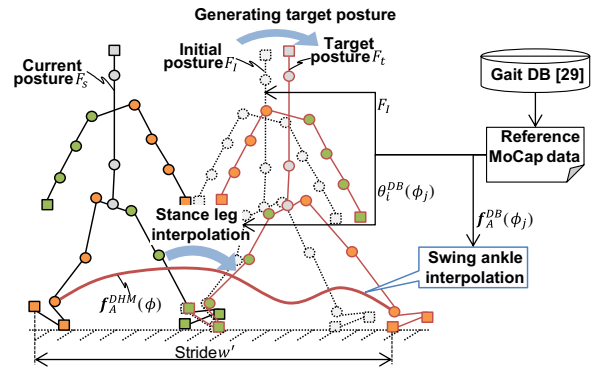 Generating target posture
Current
posture F_s
Initial
posture F_I
Target
posture F_t
Gait DB [29]
F_I
Reference
MoCap data
θ_i^{DB}(ϕ_j)
f_A^{DB}(ϕ_j)
Stance leg
interpolation
Swing ankle
interpolation
f_A^{DHM}(ϕ)
Stride w'